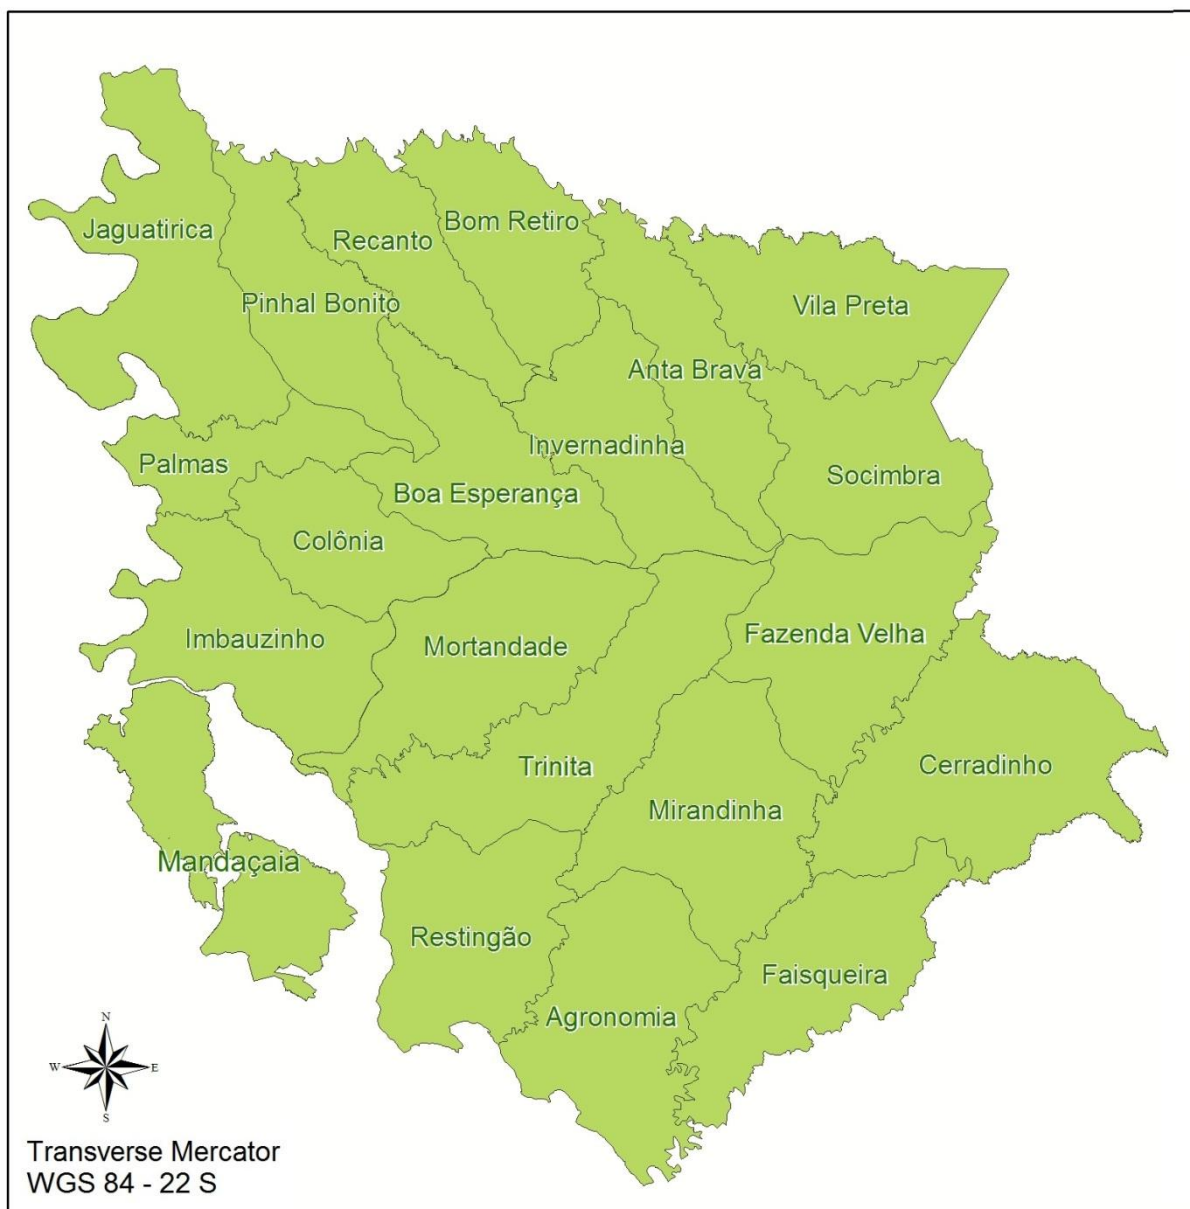 Bom Retiro
Jaguatirica
Recanto
Pinhal Bonito
Vila Preta
Anta Brava
Invernadinha
Palmas
Socimbra
Boa Esperança
Colônia
Imbauzinho
Mortandade
Fazenda Velha
Trinita
Cerradinho
Mirandinha
Mandaçaia
Restingão
Faisqueira
Agronomia
N
W
E
S
Transverse Mercator
WGS 84 - 22 S